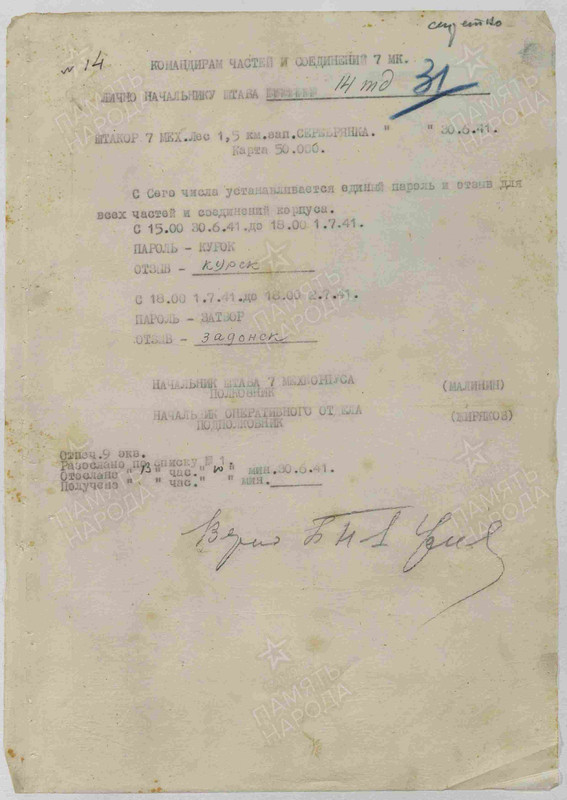 № 14
КОМАНДИРАМ ЧАСТЕЙ И СОЕДИНЕНИЙ 7 МК.
ЛИЧНО НАЧАЛЬНИКУ ШТАБА 14 тд 31
ШТАКОР 7 МЕХ.Лес 1,5 км.зап.СЕРЕБРЯНКА. " " 30.6.41.
Карта 50.000.
С Сего числа устанавливается единый пароль и отзыв для
всех частей и соединений корпуса.
С 15.00 30.6.41.до 18.00 1.7.41.
ПАРОЛЬ - КУРОК
ОТЗЫВ - КУРСК
С 18.00 1.7.41.до 18.00 2.7.41.
ПАРОЛЬ - ЗАТВОР
ОТЗЫВ - Задонск
НАЧАЛЬНИК ШТАБА 7 МЕХКОРПУСА
ПОЛКОВНИК (МАЛИНИН)
НАЧАЛЬНИК ОПЕРАТИВНОГО ОТДЕЛА
ПОДПОЛКОВНИК (ЖИРЯКОВ)
Отпеч.9 экз.
Разослано по списку № 1
Отослано "13" час." " мин.30.6.41.
Получена " " час." " мин.
Верно
ПАМЯТЬ НАРОДА